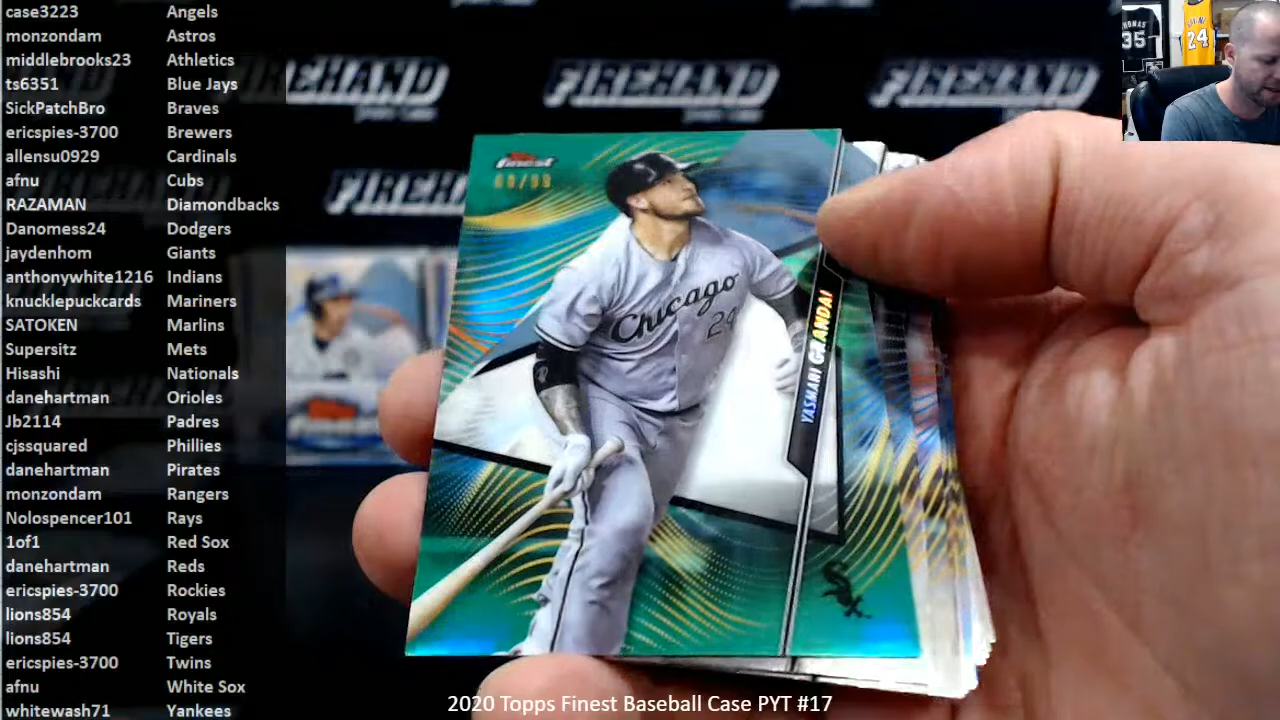 case3223 Angels
monzondam Astros
middlebrooks23 Athletics
ts6351 Blue Jays
SickPatchBro Braves
ericspies-3700 Brewers
allensu0929 Cardinals
afnu Cubs
RAZAMAN Diamondbacks
Danomess24 Dodgers
jaydenhom Giants
anthonywhite1216 Indians
knucklepuckcards Mariners
SATOKEN Marlins
Supersitz Mets
Hisashi Nationals
danehartman Orioles
Jb2114 Padres
cjssquared Phillies
danehartman Pirates
monzondam Rangers
Nolospencer101 Rays
1of1 Red Sox
danehartman Reds
ericspies-3700 Rockies
lions854 Royals
lions854 Tigers
ericspies-3700 Twins
afnu White Sox
whitewash71 Yankees
FIREHAND FIREHAND FIREHAND
FIREHAND
35
24
Finest
Chicago
24
YASMANI GRANDAL
Sox
2020 Topps Finest Baseball Case PYT #17